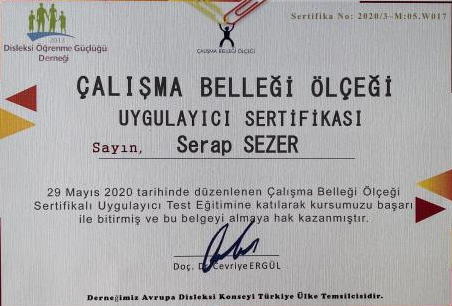 Sertifika No: 2020/3-M:05.W017
2013
Disleksi Öğrenme Güçlüğü
Derneği
ÇALIŞMA BELLEĞİ ÖLÇEĞİ
ÇALIŞMA BELLEĞİ ÖLÇEĞİ
UYGULAYICI SERTİFİKASI
Sayın, Serap SEZER
29 Mayıs 2020 tarihinde düzenlenen Çalışma Belleği Ölçeği
Sertifikalı Uygulayıcı Test Eğitimine katılarak kursumuzu başarı
ile bitirmiş ve bu belgeyi almaya hak kazanmıştır.
Doç. Dr. Cevriye ERGÜL
Derneğimiz Avrupa Disleksi Konseyi Türkiye Ülke Temsilcisidir.